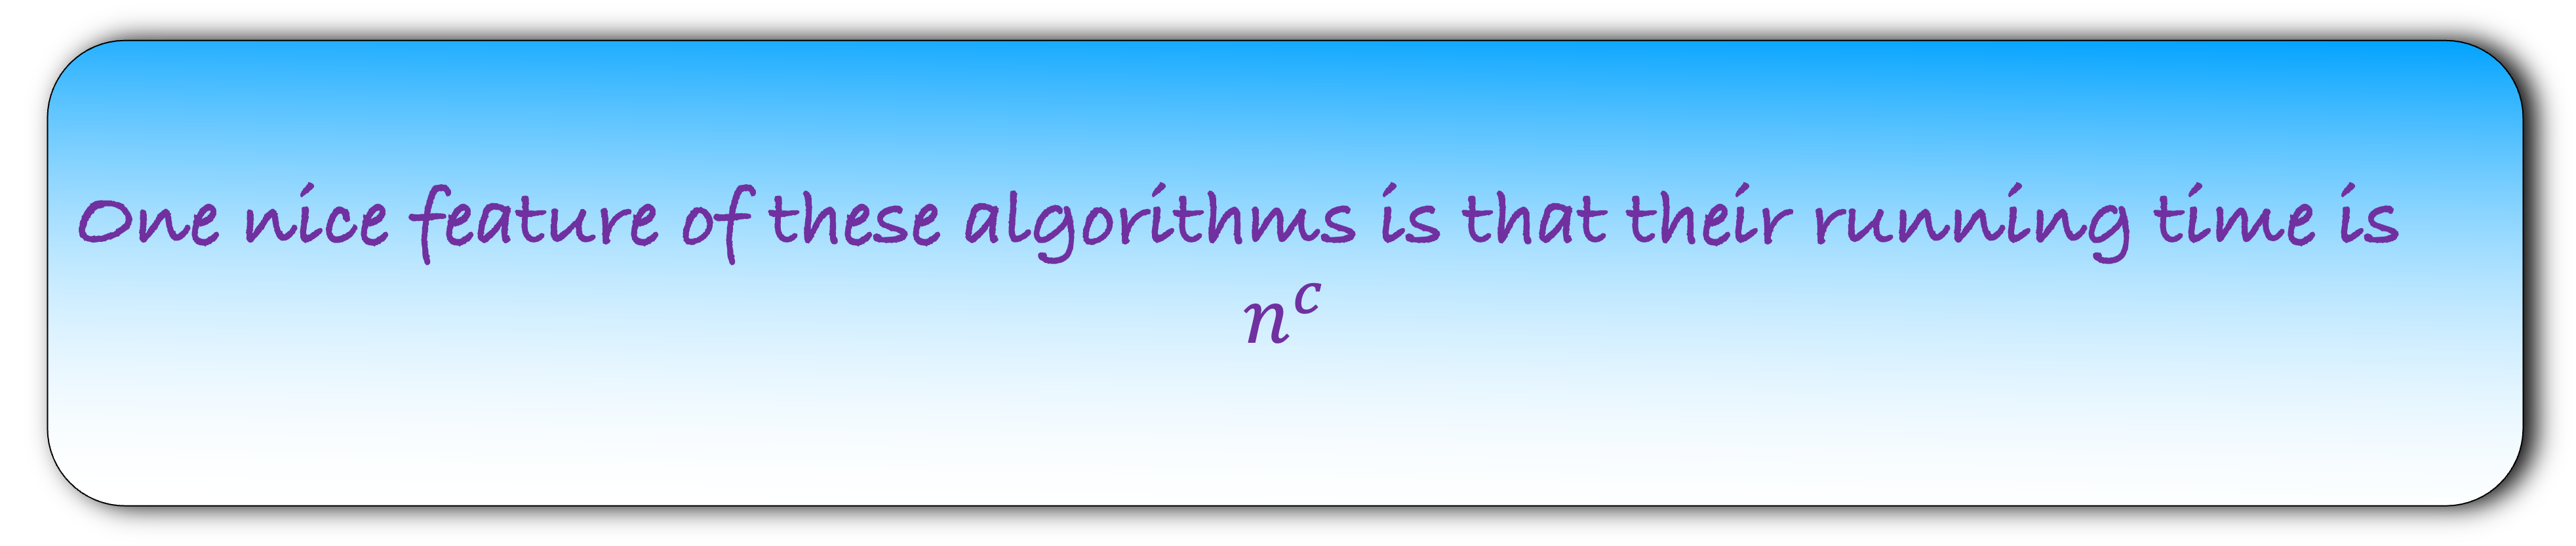 One nice feature of these algorithms is that their running time is
n^c